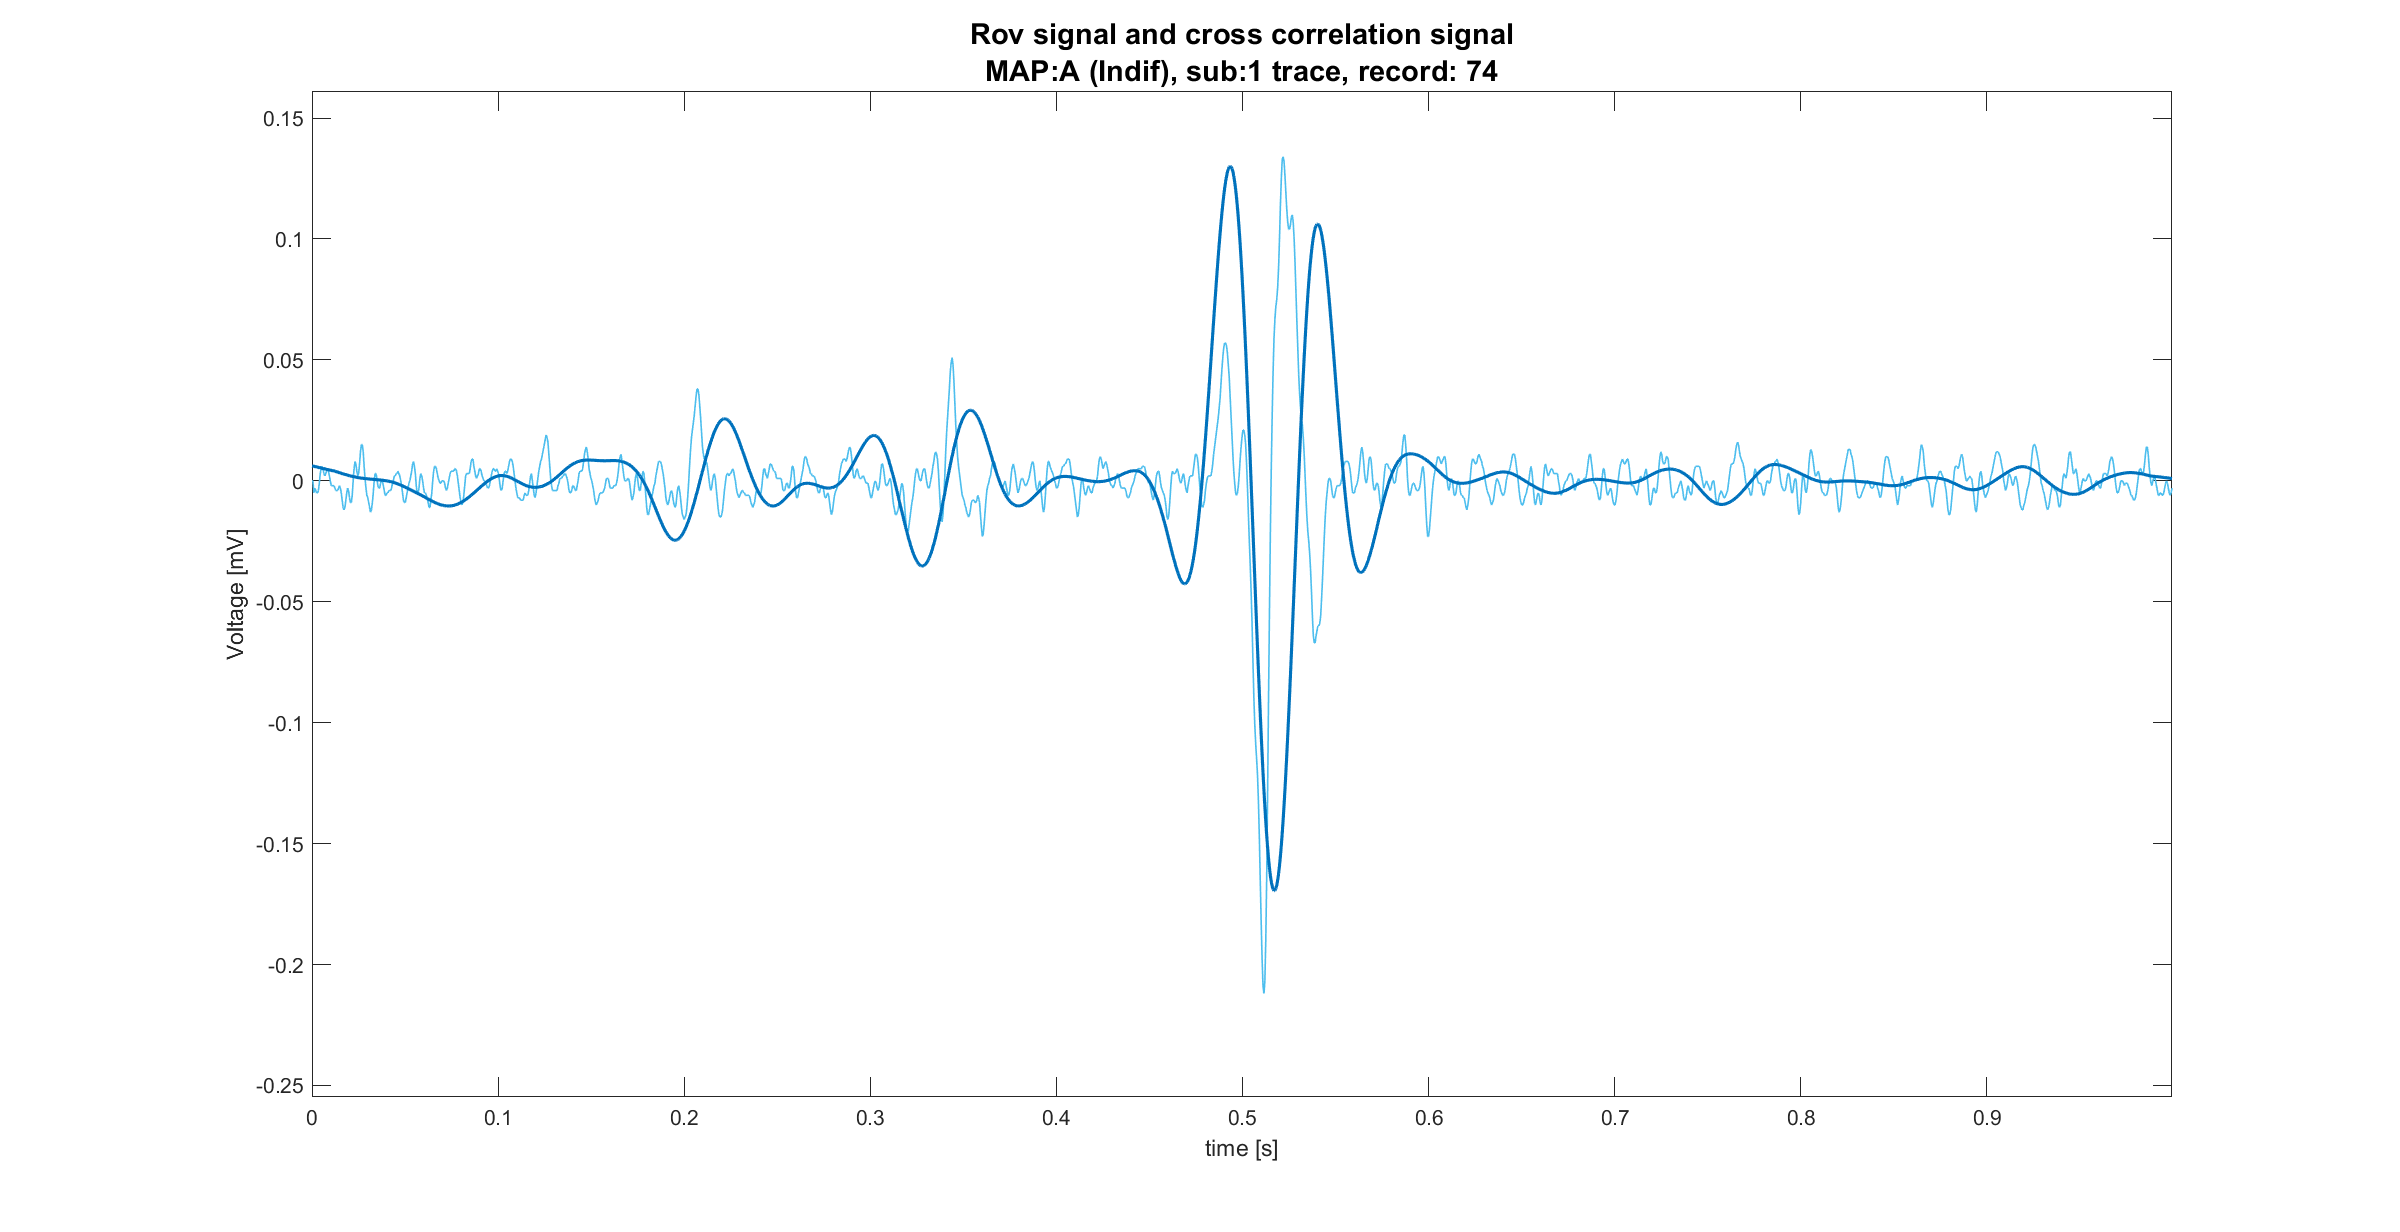 Rov signal and cross correlation signal
MAP:A (Indif), sub:1 trace, record: 74
0.15
0.1
0.05
0
-0.05
-0.1
-0.15
-0.2
-0.25
Voltage [mV]
0 0.1 0.2 0.3 0.4 0.5 0.6 0.7 0.8 0.9
time [s]